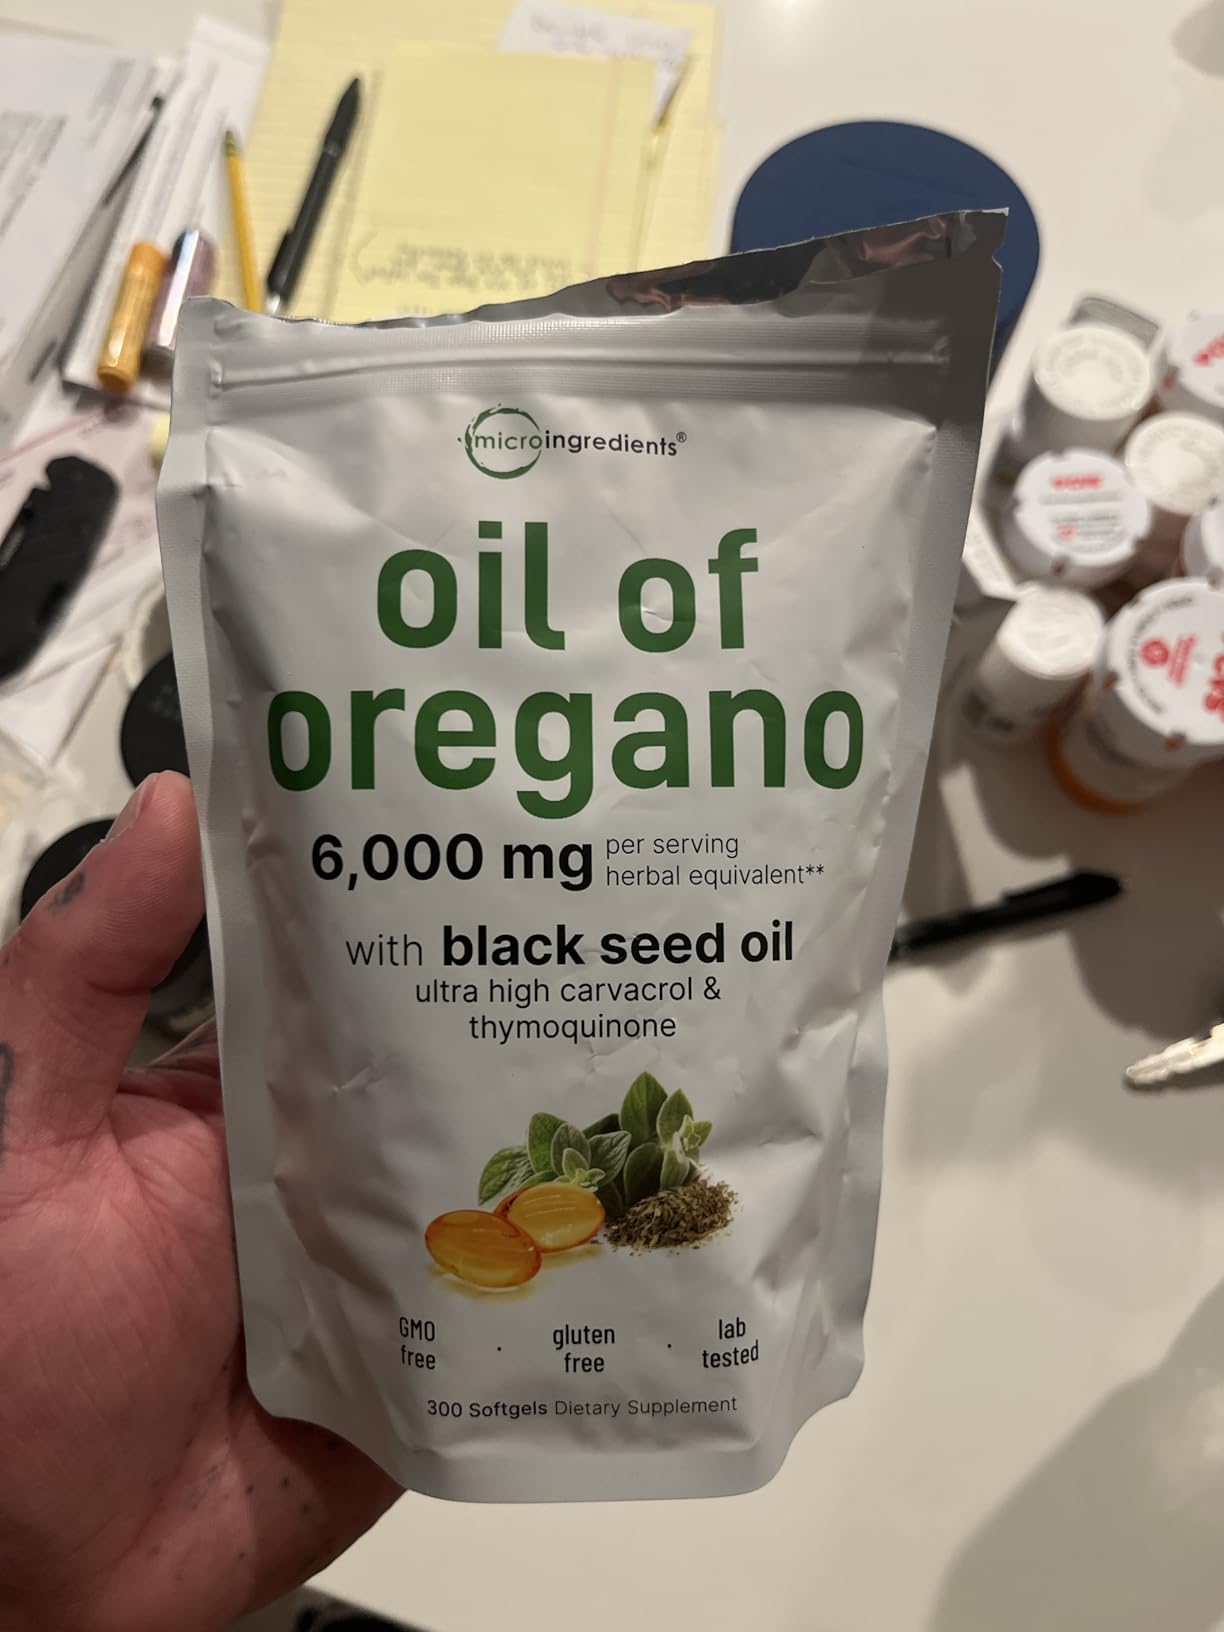 microingredients®
oil of
oregano
6,000 mg per serving
herbal equivalent**
with black seed oil
ultra high carvacrol &
thymoquinone
GMO
free
·
gluten
free
·
lab
tested
300 Softgels Dietary Supplement